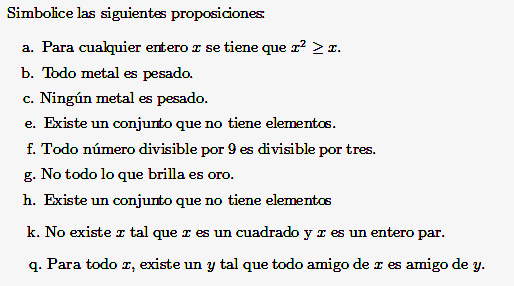 Simbolice las siguientes proposiciones:
a. Para cualquier entero x se tiene que x² ≥ x.
b. Todo metal es pesado.
c. Ningún metal es pesado.
e. Existe un conjunto que no tiene elementos.
f. Todo número divisible por 9 es divisible por tres.
g. No todo lo que brilla es oro.
h. Existe un conjunto que no tiene elementos
k. No existe x tal que x es un cuadrado y x es un entero par.
q. Para todo x, existe un y tal que todo amigo de x es amigo de y.